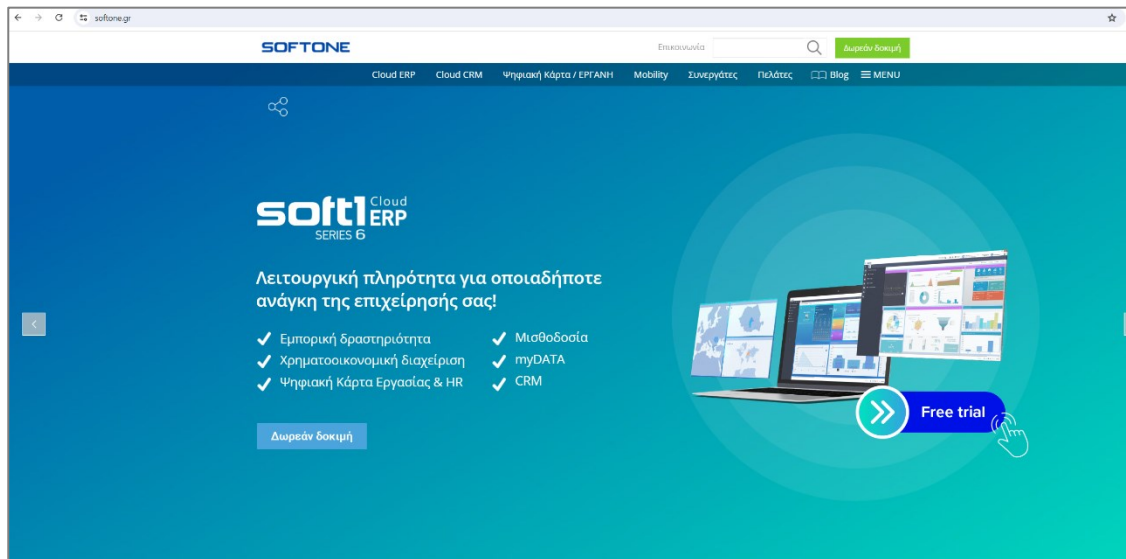 softone.gr
SOFTONE
Επικοινωνία
Δωρεάν δοκιμή
Cloud ERP Cloud CRM Ψηφιακή Κάρτα / ΕΡΓΑΝΗ Mobility Συνεργάτες Πελάτες Blog MENU
soft1 Cloud ERP
SERIES 6
Λειτουργική πληρότητα για οποιαδήποτε
ανάγκη της επιχείρησής σας!
Εμπορική δραστηριότητα
Χρηματοοικονομική διαχείριση
Ψηφιακή Κάρτα Εργασίας & HR
Μισθοδοσία
myDATA
CRM
Δωρεάν δοκιμή
Free trial